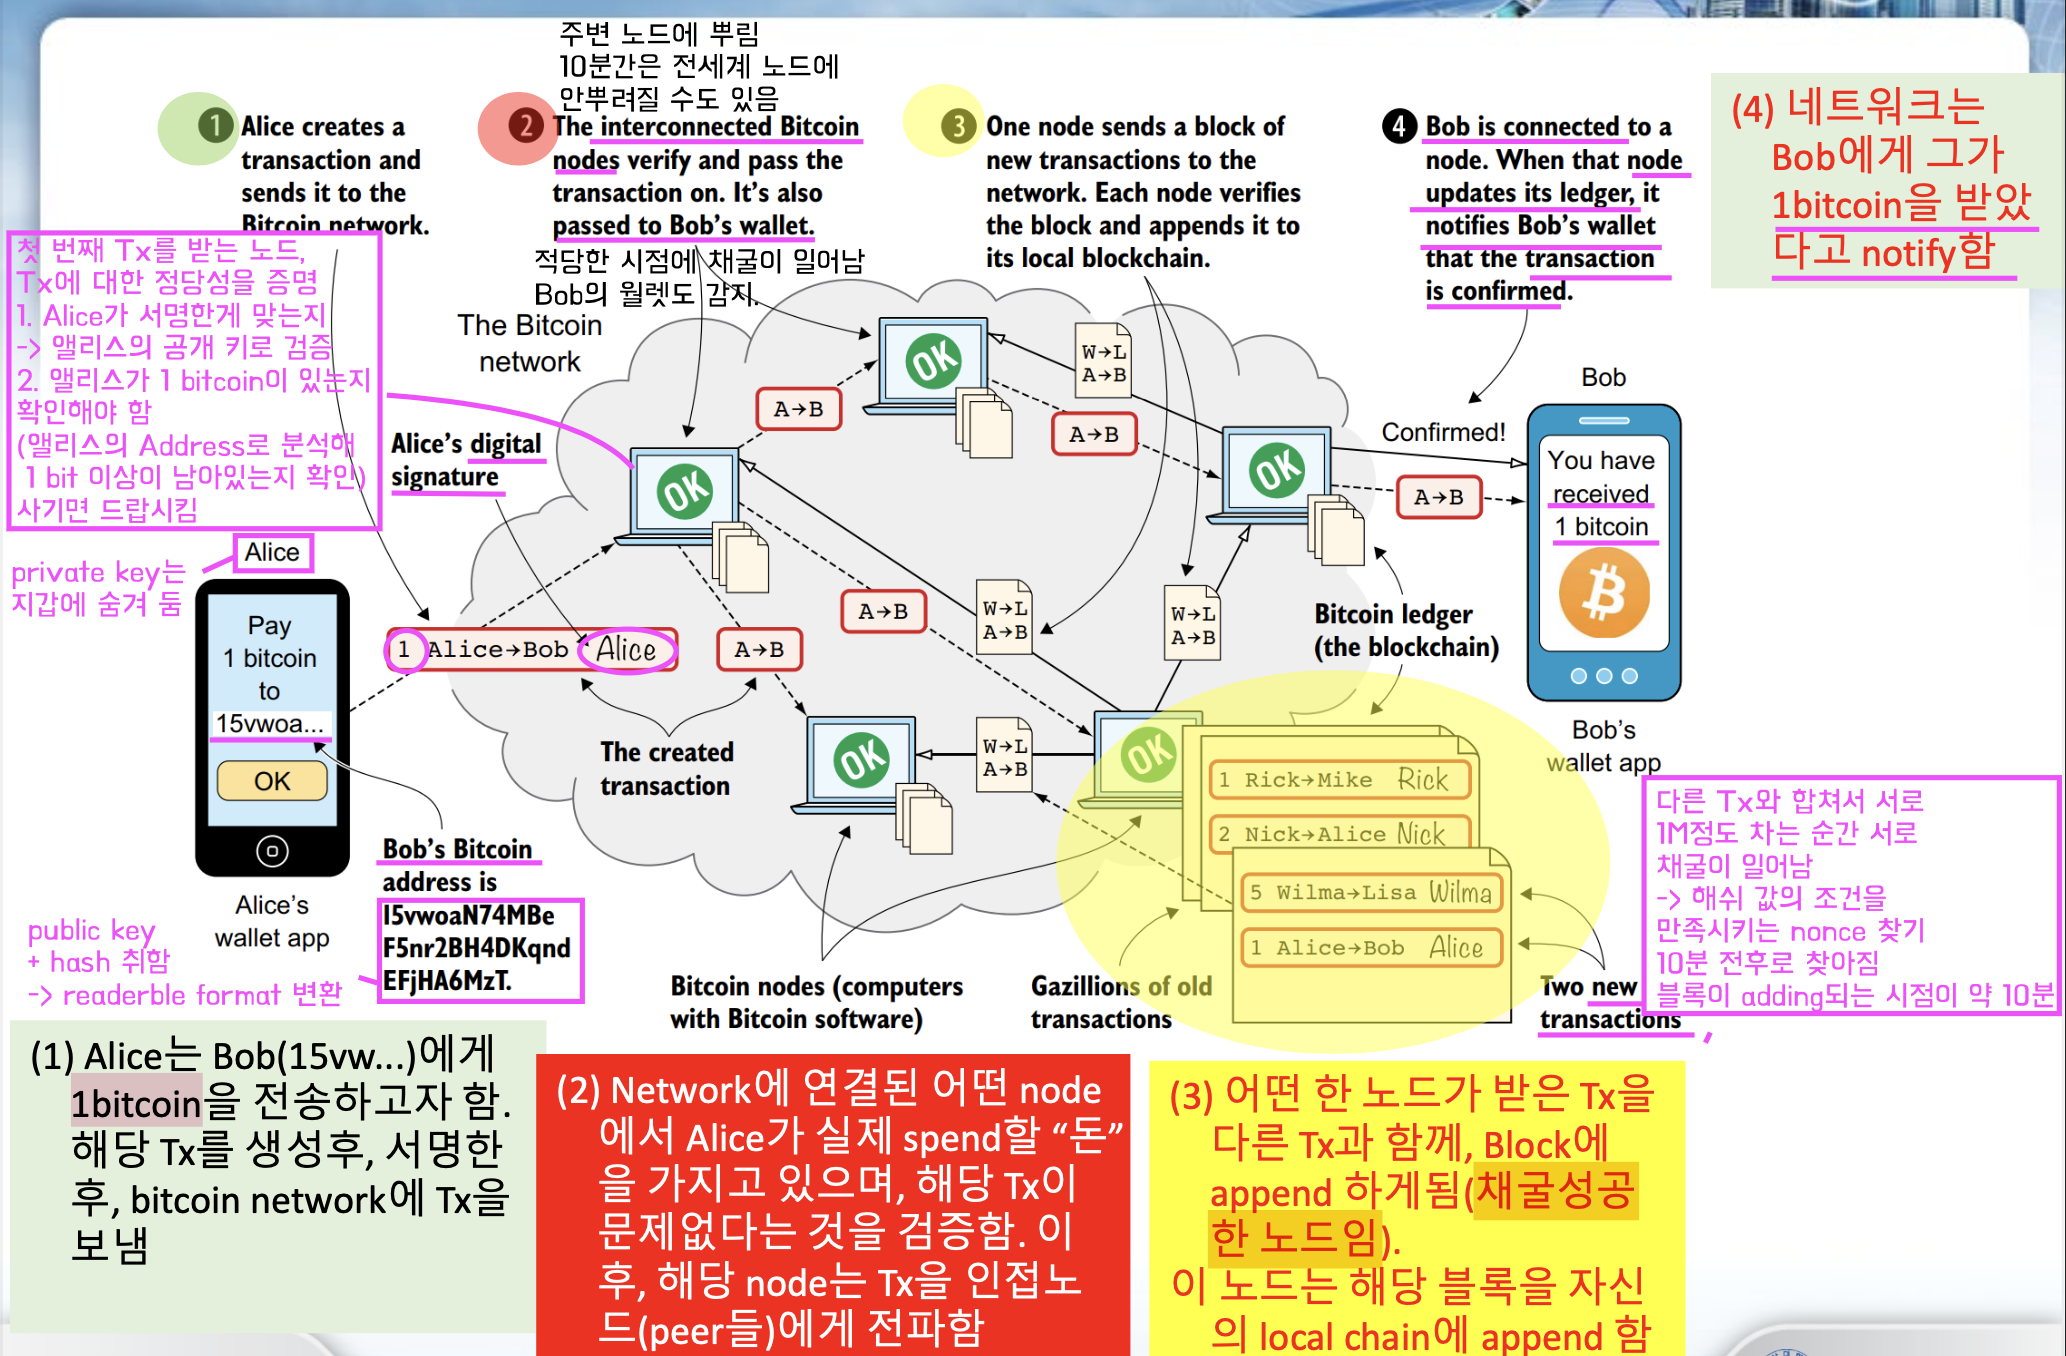 주변 노드에 뿌림
10분간은 전세계 노드에
안뿌려질 수도 있음
1 Alice creates a
transaction and
sends it to the
Bitcoin network.
2 The interconnected Bitcoin
nodes verify and pass the
transaction on. It's also
passed to Bob's wallet.
적당한 시점에 채굴이 일어남
Bob의 월렛도 감지.
3 One node sends a block of
new transactions to the
network. Each node verifies
the block and appends it to
its local blockchain.
4 Bob is connected to a
node. When that node
updates its ledger, it
notifies Bob's wallet
that the transaction
is confirmed.
(4) 네트워크는
Bob에게 그가
1bitcoin을 받았
다고 notify함
첫 번째 Tx를 받는 노드,
Tx에 대한 정당성을 증명
1. Alice가 서명한게 맞는지
-> 앨리스의 공개 키로 검증
2. 앨리스가 1 bitcoin이 있는지
확인해야 함
(앨리스의 Address로 분석해
1 bit 이상이 남아있는지 확인)
사기면 드랍시킴
The Bitcoin
network
Alice's digital
signature
OK
OK
OK
OK
OK
A→B
A→B
A→B
A→B
A→B
W→L
A→B
W→L
A→B
W→L
A→B
W→L
A→B
Confirmed!
Bob
You have
received
1 bitcoin
Bob's
wallet app
private key는
지갑에 숨겨 둠
Alice
Pay
1 bitcoin
to
15vwoa...
OK
Alice's
wallet app
1 Alice→Bob Alice
The created
transaction
Bitcoin ledger
(the blockchain)
1 Rick→Mike Rick
2 Nick→Alice Nick
5 Wilma→Lisa Wilma
1 Alice→Bob Alice
Bob's Bitcoin
address is
15vwoaN74MBe
F5nr2BH4DKqnd
EFjHA6MzT.
public key
+ hash 취함
-> readerble format 변환
Bitcoin nodes (computers
with Bitcoin software)
Gazillions of old
transactions
Two new
transactions
다른 Tx와 합쳐서 서로
1M정도 차는 순간 서로
채굴이 일어남
-> 해쉬 값의 조건을
만족시키는 nonce 찾기
10분 전후로 찾아짐
블록이 adding되는 시점이 약 10분
(1) Alice는 Bob(15vw...)에게
1bitcoin을 전송하고자 함.
해당 Tx를 생성후, 서명한
후, bitcoin network에 Tx을
보냄
(2) Network에 연결된 어떤 node
에서 Alice가 실제 spend할 “돈”
을 가지고 있으며, 해당 Tx이
문제없다는 것을 검증함. 이
후, 해당 node는 Tx을 인접노
드(peer들)에게 전파함
(3) 어떤 한 노드가 받은 Tx을
다른 Tx과 함께, Block에
append 하게됨(채굴성공
한 노드임).
이 노드는 해당 블록을 자신
의 local chain에 append 함